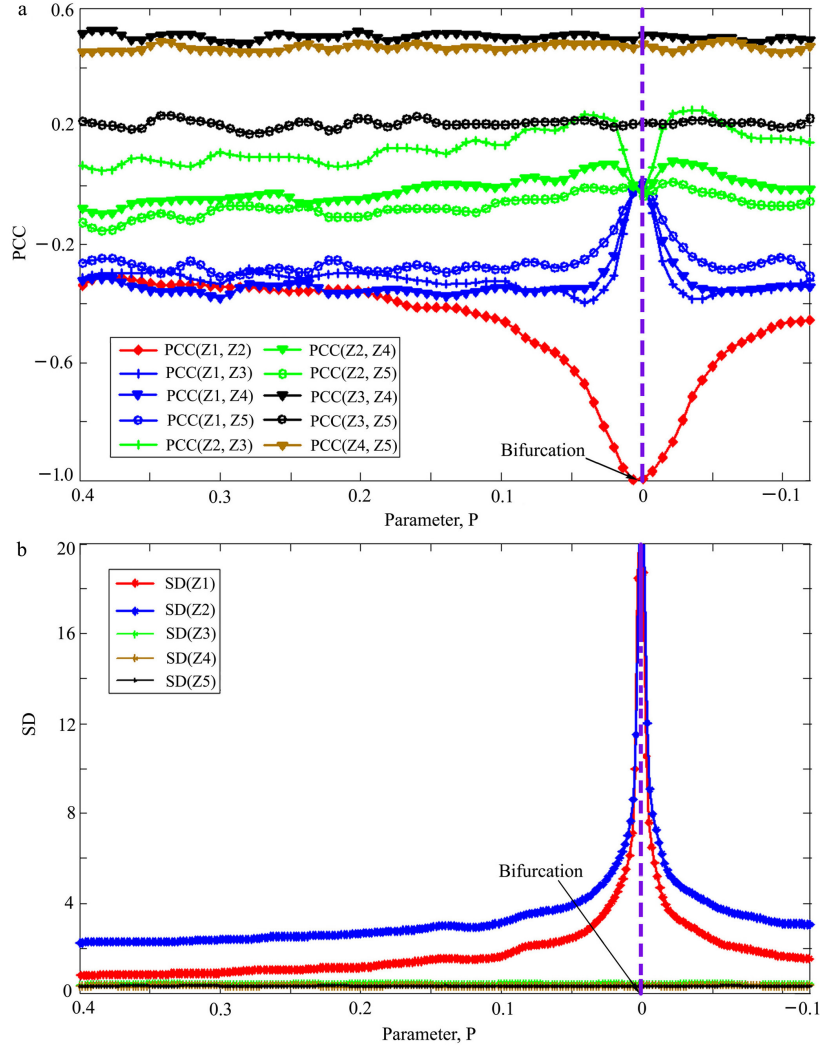 a
0.6
0.2
−0.2
−0.6
−1.0
PCC
PCC(Z1, Z2)
PCC(Z1, Z3)
PCC(Z1, Z4)
PCC(Z1, Z5)
PCC(Z2, Z3)
PCC(Z2, Z4)
PCC(Z2, Z5)
PCC(Z3, Z4)
PCC(Z3, Z5)
PCC(Z4, Z5)
Bifurcation
0.4 0.3 0.2 0.1 0 −0.1
Parameter, P
b
20
16
12
8
4
0
SD
SD(Z1)
SD(Z2)
SD(Z3)
SD(Z4)
SD(Z5)
Bifurcation
0.4 0.3 0.2 0.1 0 −0.1
Parameter, P